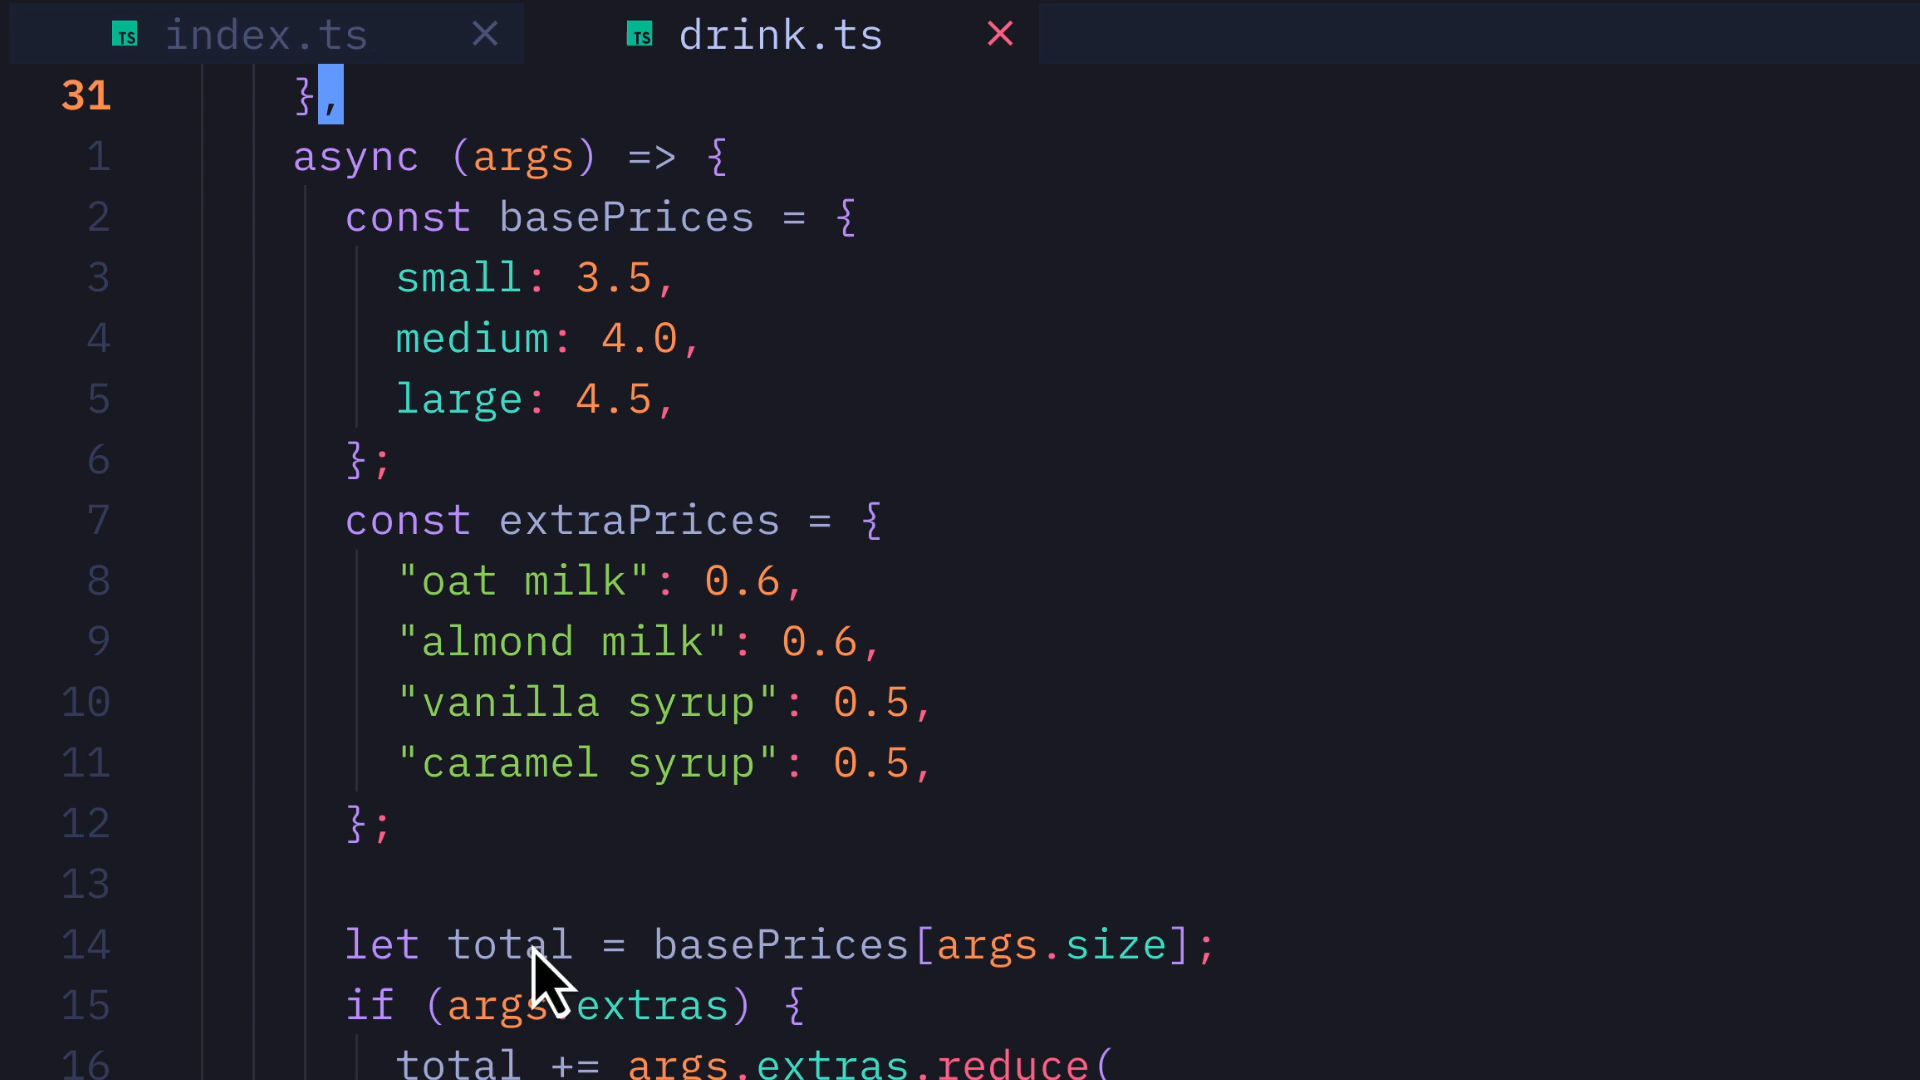 TS index.ts × TS drink.ts ×
31 },
1 async (args) => {
2 const basePrices = {
3 small: 3.5,
4 medium: 4.0,
5 large: 4.5,
6 };
7 const extraPrices = {
8 "oat milk": 0.6,
9 "almond milk": 0.6,
10 "vanilla syrup": 0.5,
11 "caramel syrup": 0.5,
12 };
13
14 let total = basePrices[args.size];
15 if (args.extras) {
16 total += args.extras.reduce(